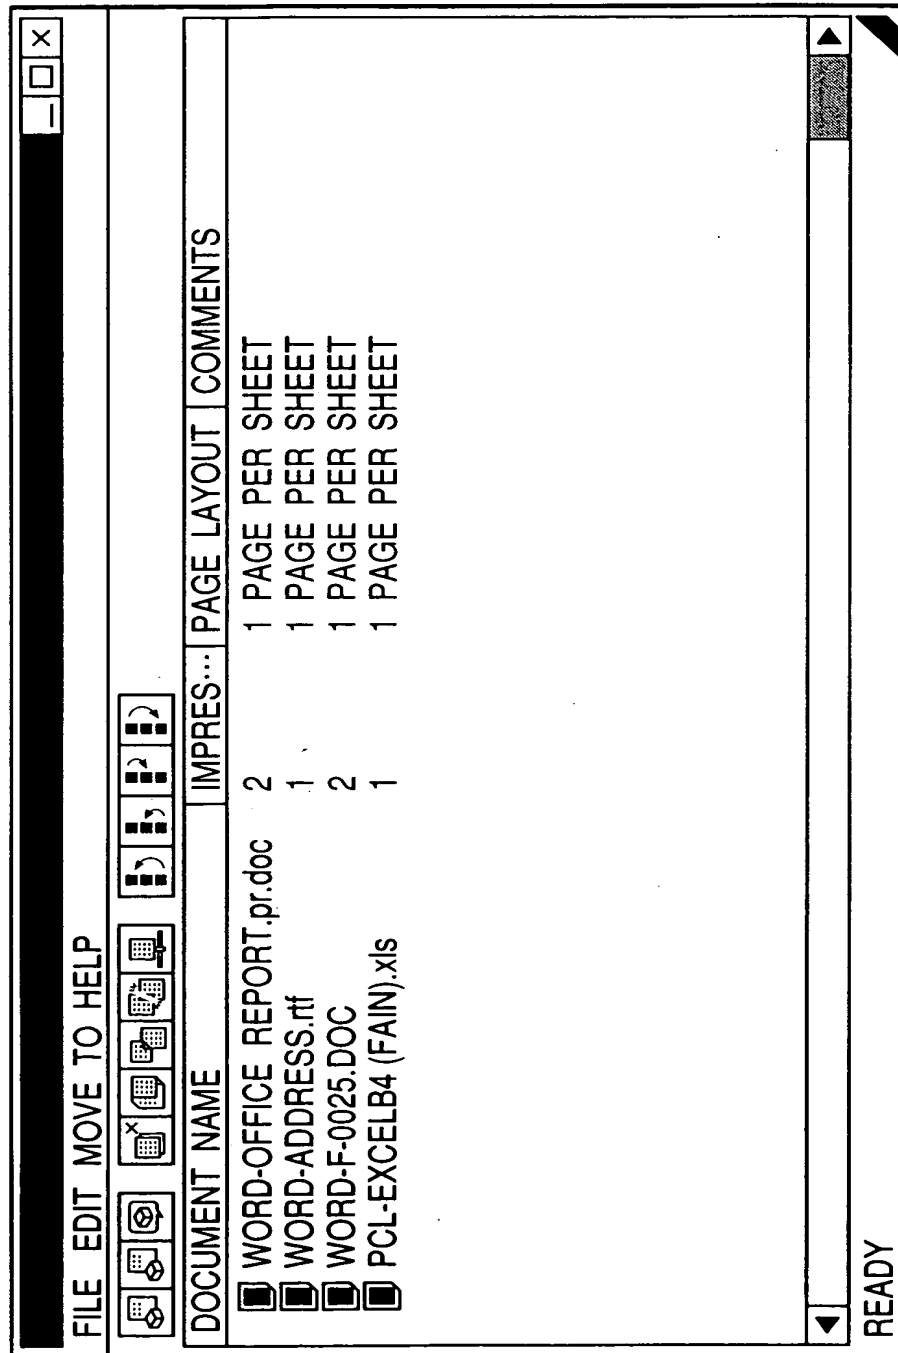 FILE EDIT MOVE TO HELP
DOCUMENT NAME IMPRES... PAGE LAYOUT COMMENTS
WORD-OFFICE REPORT.pr.doc 2 1 PAGE PER SHEET
WORD-ADDRESS.rtf 1 1 PAGE PER SHEET
WORD-F-0025.DOC 2 1 PAGE PER SHEET
PCL-EXCELB4 (FAIN).xls 1 1 PAGE PER SHEET
READY